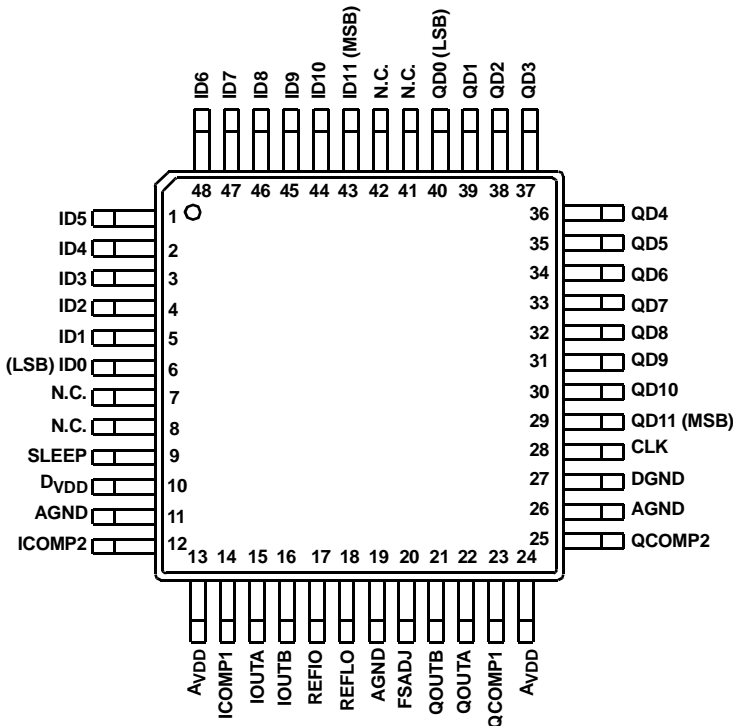 ID6 ID7 ID8 ID9 ID10 ID11 (MSB) N.C. N.C. QD0 (LSB) QD1 QD2 QD3
48 47 46 45 44 43 42 41 40 39 38 37
ID5 1 36 QD4
ID4 2 35 QD5
ID3 3 34 QD6
ID2 4 33 QD7
ID1 5 32 QD8
(LSB) ID0 6 31 QD9
N.C. 7 30 QD10
N.C. 8 29 QD11 (MSB)
SLEEP 9 28 CLK
DVDD 10 27 DGND
AGND 11 26 AGND
ICOMP2 12 25 QCOMP2
13 14 15 16 17 18 19 20 21 22 23 24
AVDD ICOMP1 IOUTA IOUTB REFIO REFLO AGND FSADJ QOUTB QOUTA QCOMP1 AVDD